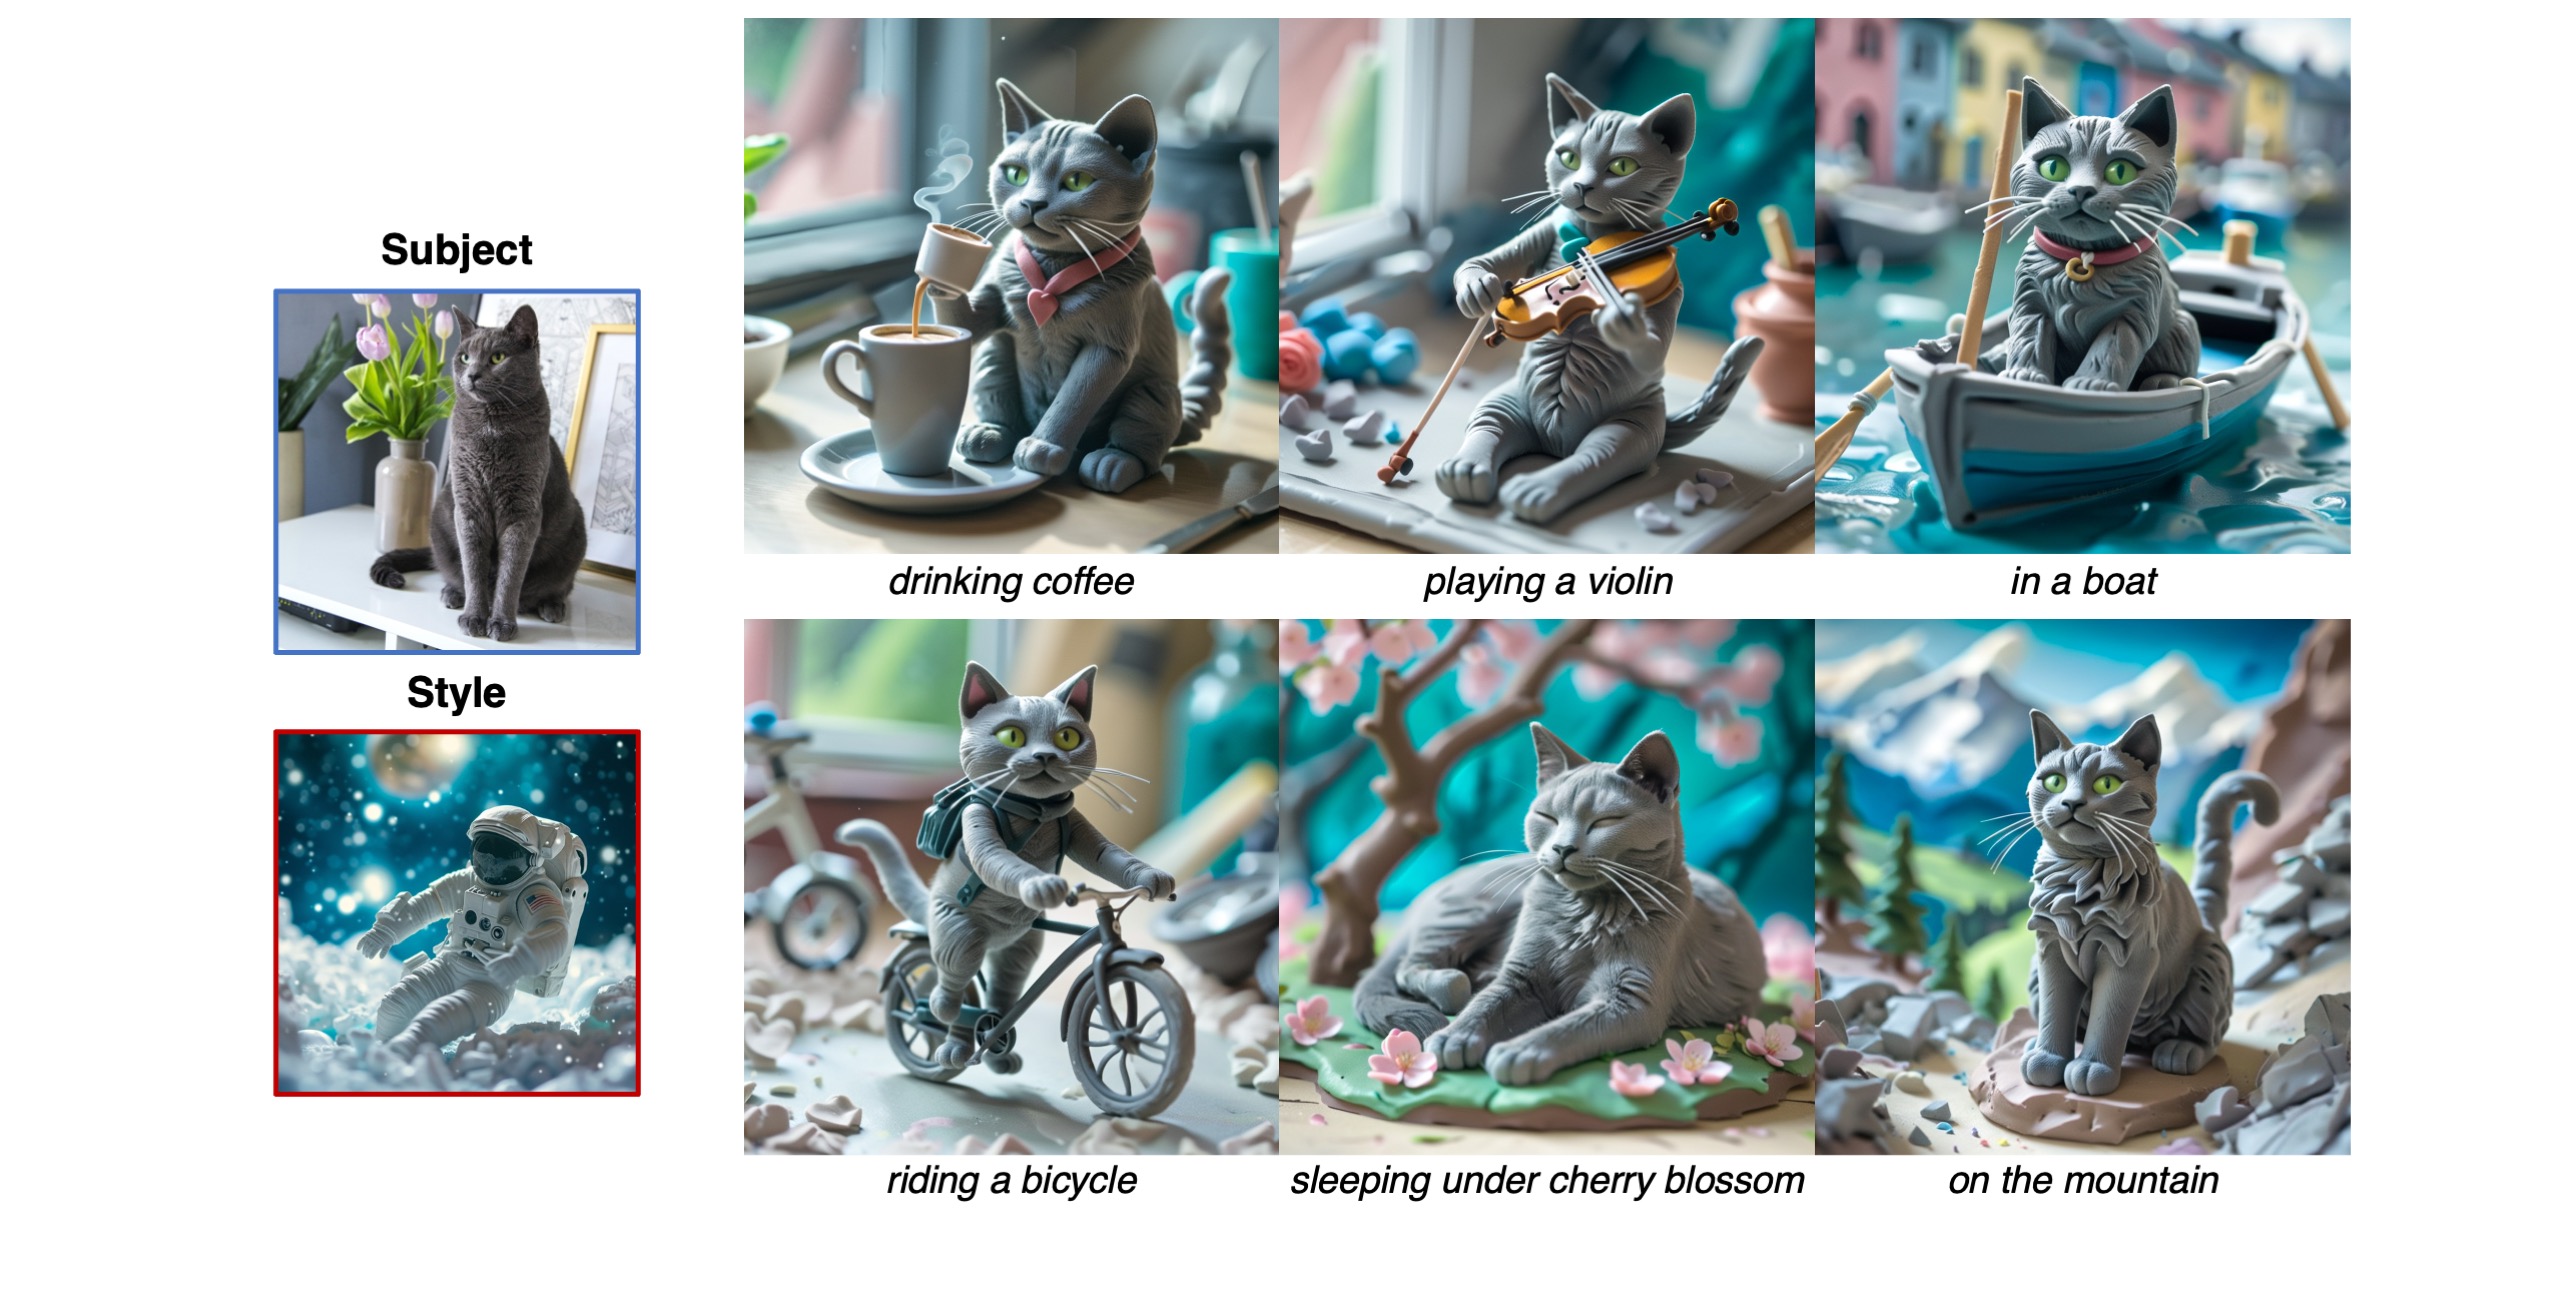 Subject
Style
drinking coffee
playing a violin
in a boat
riding a bicycle
sleeping under cherry blossom
on the mountain